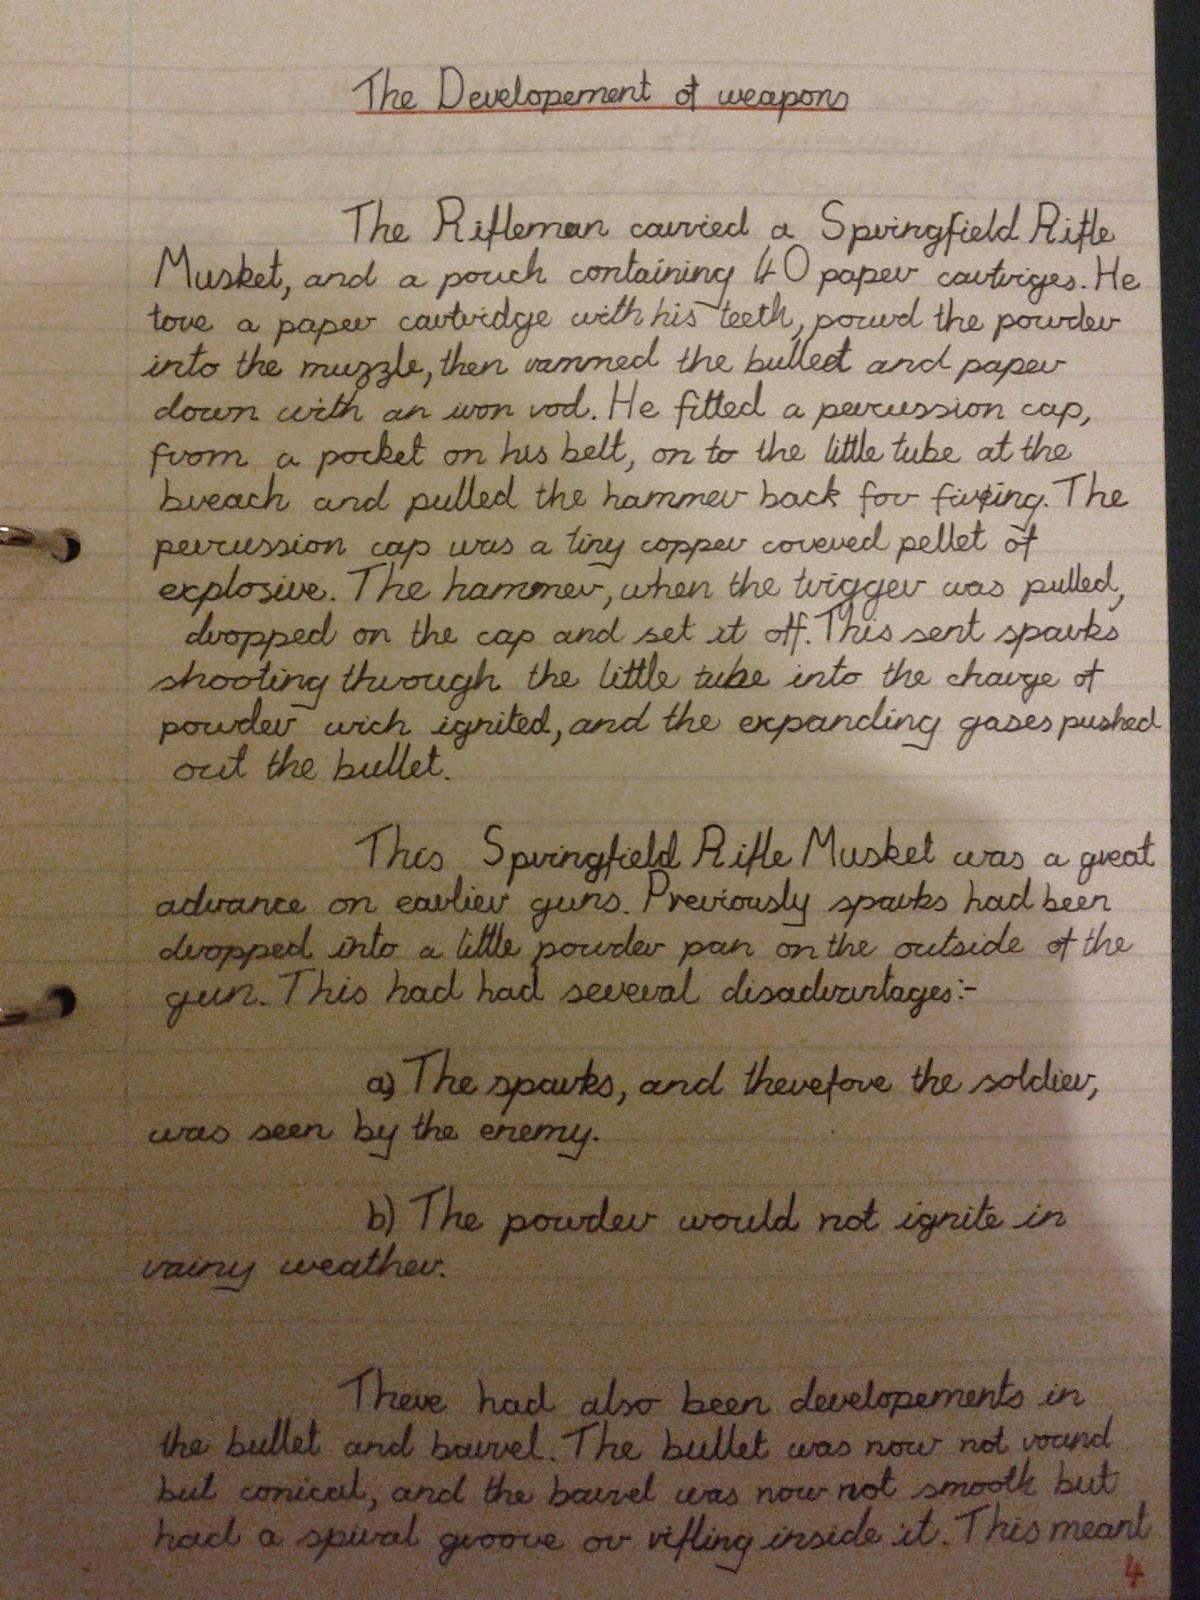 The Developement of weapons
The Rifleman carried a Springfield Rifle
Musket, and a pouch containing 40 paper cartriges. He
tore a paper cartridge with his teeth, pourd the powder
into the muzzle, then rammed the bullet and paper
down with an iron rod. He fitted a percussion cap,
from a pocket on his belt, on to the little tube at the
breach and pulled the hammer back for firing. The
percussion cap was a tiny copper covered pellet of
explosive. The hammer, when the trigger was pulled,
dropped on the cap and set it off. This sent sparks
shooting through the little tube into the charge of
powder wich ignited, and the expanding gases pushed
out the bullet.
This Springfield Rifle Musket was a great
advance on earlier guns. Previously sparks had been
dropped into a little powder pan on the outside of the
gun. This had had several disadvantages:-
a) The sparks, and therefore the soldier,
was seen by the enemy.
b) The powder would not ignite in
rainy weather.
There had also been developements in
the bullet and barrel. The bullet was now not round
but conical, and the barrel was now not smooth but
had a spiral groove or rifling inside it. This meant
4